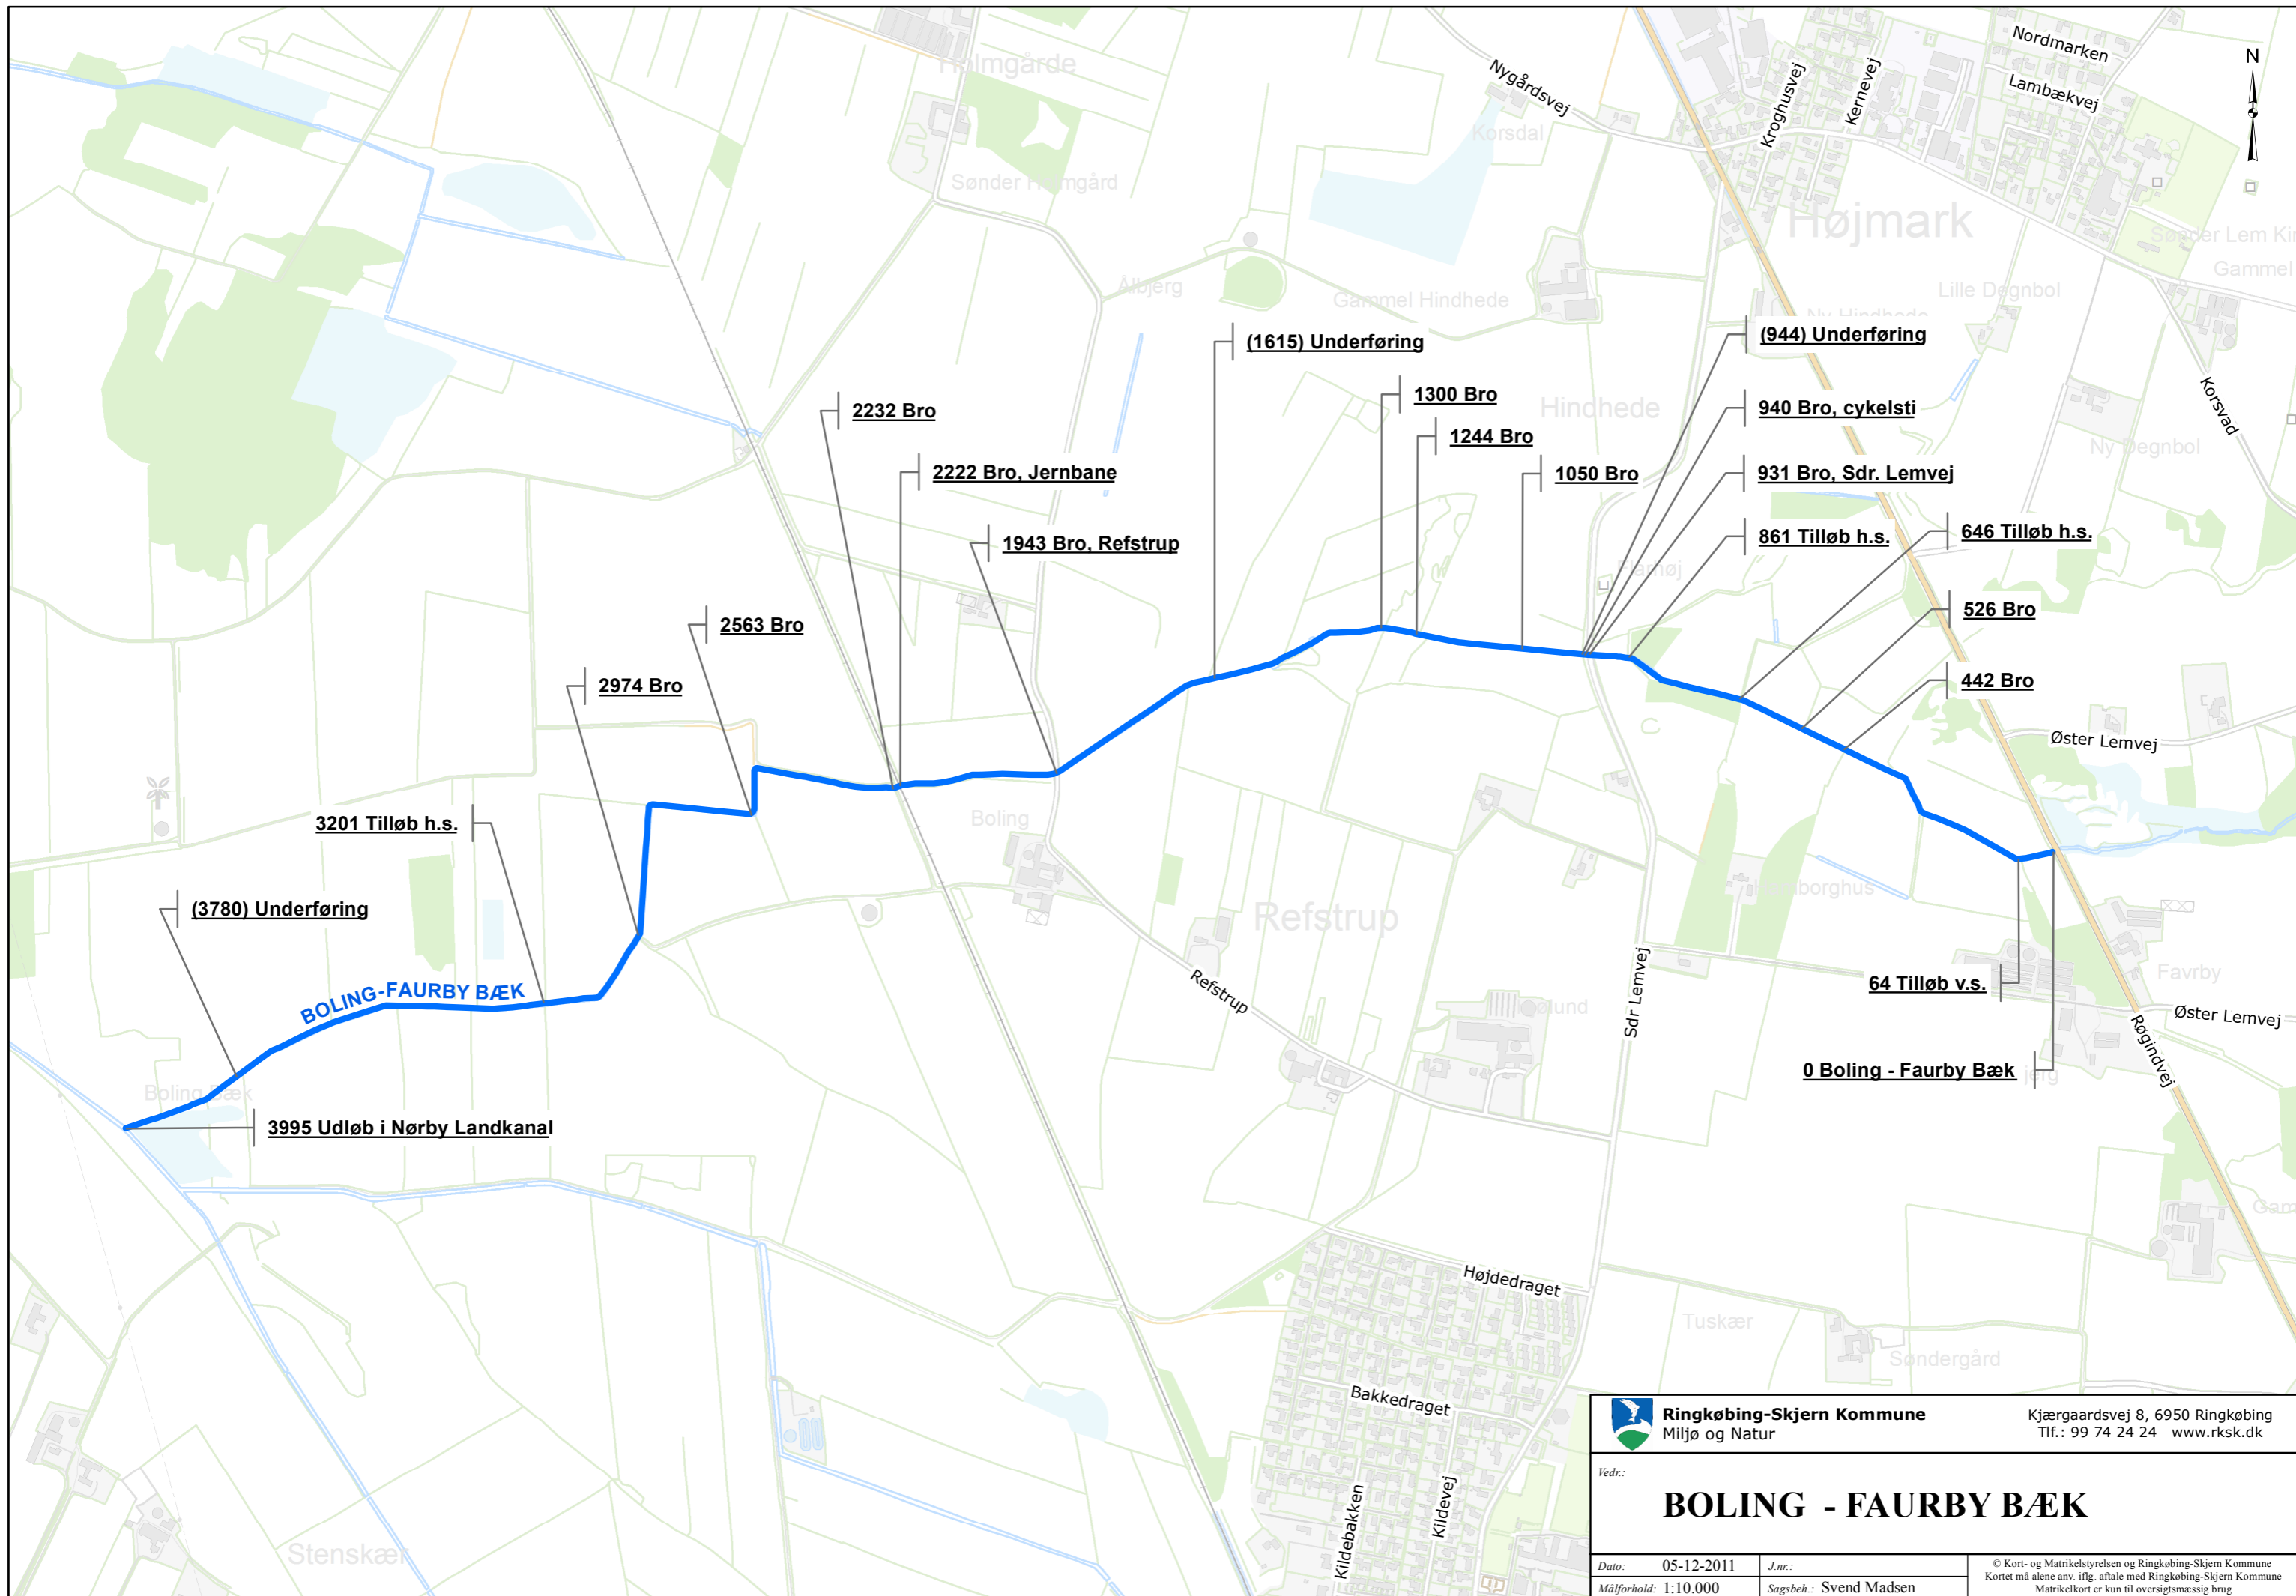 Holmgårde
Nygårdsvej
Korsdal
Kroghusvej
Kernevej
Nordmarken
Lambækvej
N
Højmark
Sønder Lem
Gammel
Ålbjerg
Gammel Hindhede
Lille Degnbol
Ny Hindhede
(1615) Underføring
(944) Underføring
Korsvad
2232 Bro
1300 Bro
Hindhede
940 Bro, cykelsti
1244 Bro
Ny Degnbol
2222 Bro, Jernbane
1050 Bro
931 Bro, Sdr. Lemvej
1943 Bro, Refstrup
861 Tilløb h.s.
646 Tilløb h.s.
2563 Bro
526 Bro
2974 Bro
442 Bro
Øster Lemvej
3201 Tilløb h.s.
Boling
(3780) Underføring
Refstrup
BOLING-FAURBY BÆK
Refstrup
Sdr Lemvej
64 Tilløb v.s.
Favrby
Øster Lemvej
Røgindvej
0 Boling - Faurby Bæk
Boling Bæk
3995 Udløb i Nørby Landkanal
Højdedraget
Tuskær
Søndergård
Bakkedraget
Kildebakken
Kildevej
Stenskær
Ringkøbing-Skjern Kommune
Miljø og Natur
Kjærgaardsvej 8, 6950 Ringkøbing
Tlf.: 99 74 24 24 www.rksk.dk
Vedr.:
BOLING - FAURBY BÆK
Dato: 05-12-2011
J.nr.:
Målforhold: 1:10.000
Sagsbeh.: Svend Madsen
© Kort- og Matrikelstyrelsen og Ringkøbing-Skjern Kommune
Kortet må alene anv. iflg. aftale med Ringkøbing-Skjern Kommune
Matrikelkort er kun til oversigtsmæssig brug